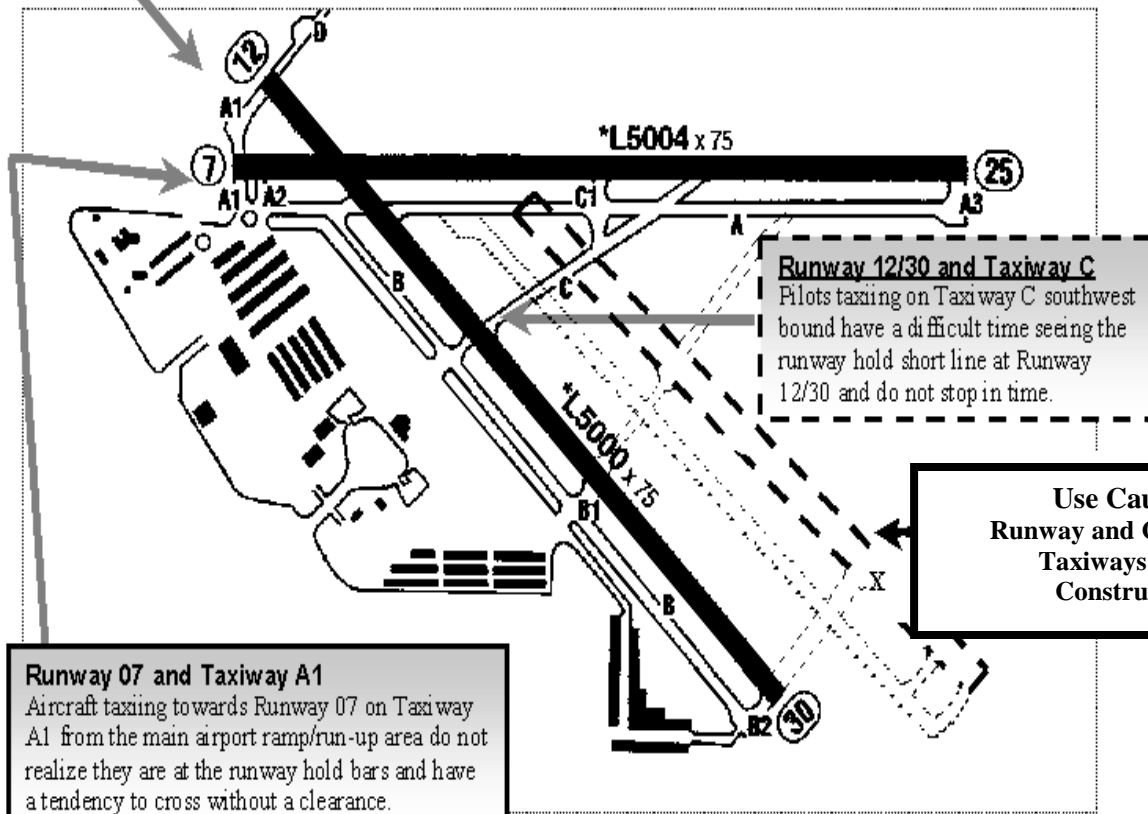 D
12
A1
*L5004 x 75
7
25
A1
A2
C1
A3
A
B
C
Runway 12/30 and Taxiway C
Pilots taxiing on Taxiway C southwest
bound have a difficult time seeing the
runway hold short line at Runway
12/30 and do not stop in time.
*L5000 x 75
Use
Runway and
Taxiways
B1
X
B
B2
30
Runway 07 and Taxiway A1
Aircraft taxiing towards Runway 07 on Taxiway
A1 from the main airport ramp/run-up area do not
realize they are at the runway hold bars and have
a tendency to cross without a clearance.